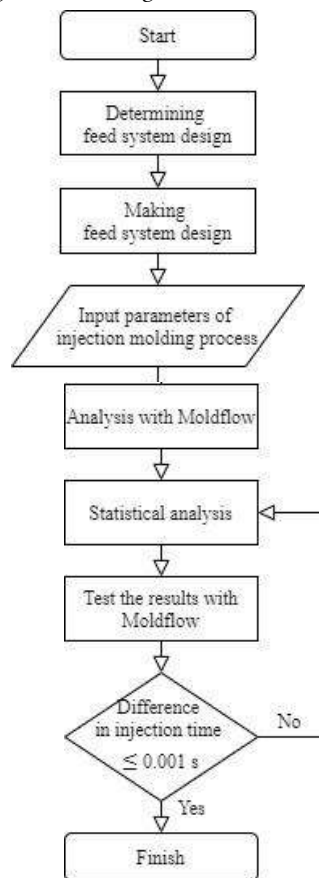 Start
Determining
feed system design
Making
feed system design
Input parameters of
injection molding process
Analysis with Moldflow
Statistical analysis
Test the results with
Moldflow
Difference
in injection time
≤ 0.001 s
No
Yes
Finish